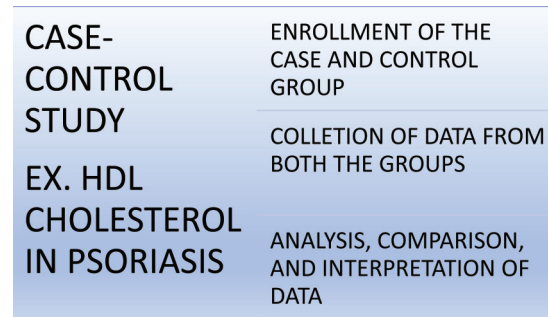 CASE-
CONTROL
STUDY
EX. HDL
CHOLESTEROL
IN PSORIASIS
ENROLLMENT OF THE
CASE AND CONTROL
GROUP
COLLETION OF DATA FROM
BOTH THE GROUPS
ANALYSIS, COMPARISON,
AND INTERPRETATION OF
DATA